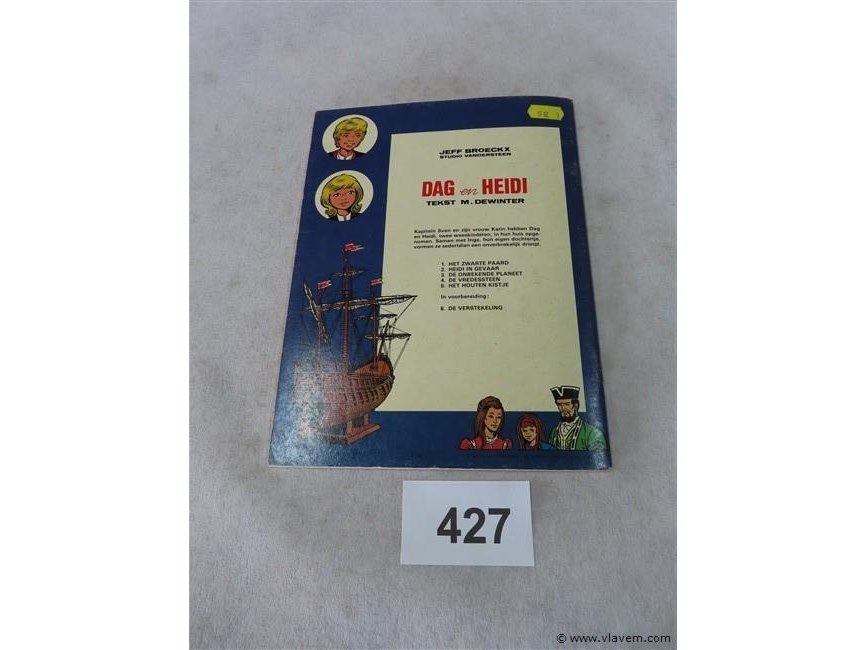 JEFF BROECKX
STUDIO VANDERSTEEN
DAG en HEIDI
TEKST M. DEWINTER
Kapitein Sven en zijn vrouw Karin hebben Dag
en Heidi, twee weeskinderen, in hun huis opge-
nomen. Samen met Inge, hun eigen dochtertje,
vormen ze sedertdien een onverbrekelijk drietal.
1. HET ZWARTE PAARD
2. HEIDI IN GEVAAR
3. DE ONBEKENDE PLANEET
4. DE VREDESSTEEN
5. HET HOUTEN KISTJE
In voorbereiding:
6. DE VERSTEKELING
427
© www.vlavem.com